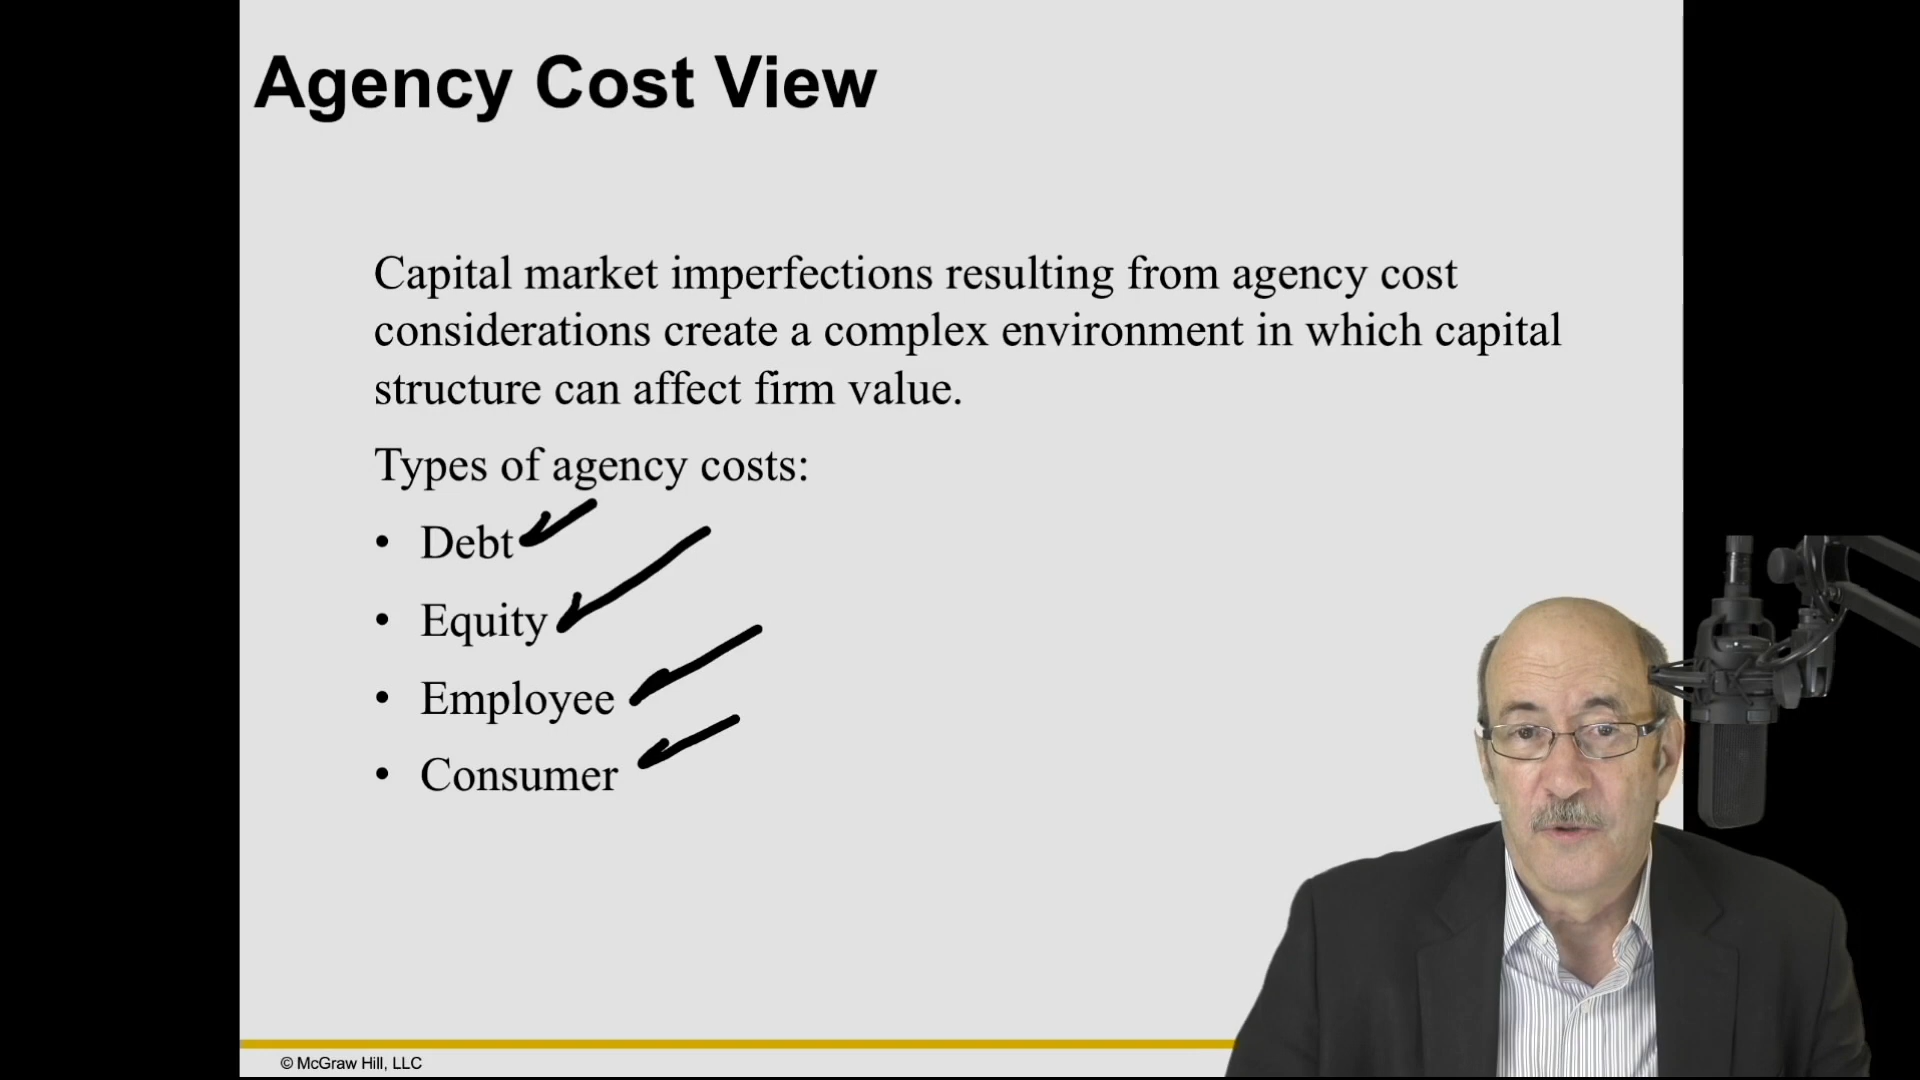 Agency Cost View
Capital market imperfections resulting from agency cost
considerations create a complex environment in which capital
structure can affect firm value.
Types of agency costs:
• Debt
• Equity
• Employee
• Consumer
© McGraw Hill, LLC